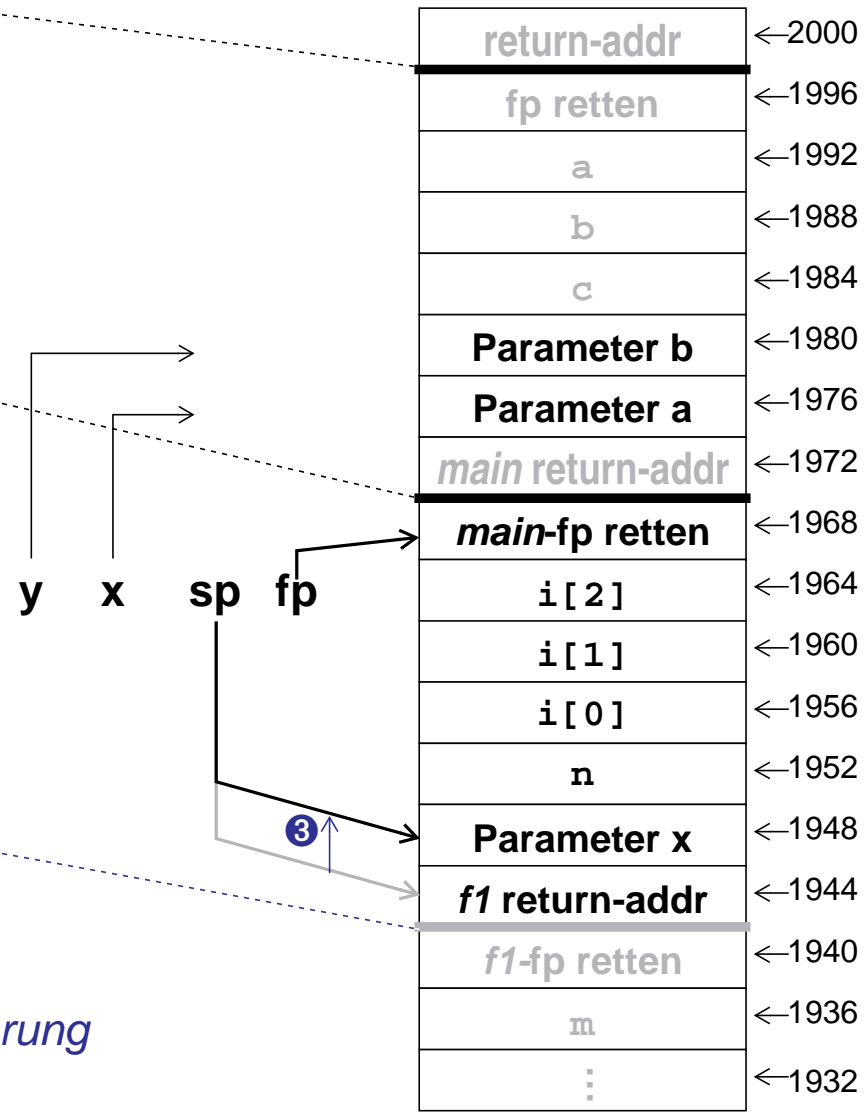 return-addr ←2000
fp retten ←1996
a ←1992
b ←1988
c ←1984
Parameter b ←1980
Parameter a ←1976
main return-addr ←1972
main-fp retten ←1968
y x sp fp i[2] ←1964
i[1] ←1960
i[0] ←1956
n ←1952
❸ Parameter x ←1948
f1 return-addr ←1944
f1-fp retten ←1940
rung m ←1936
⋮ ←1932